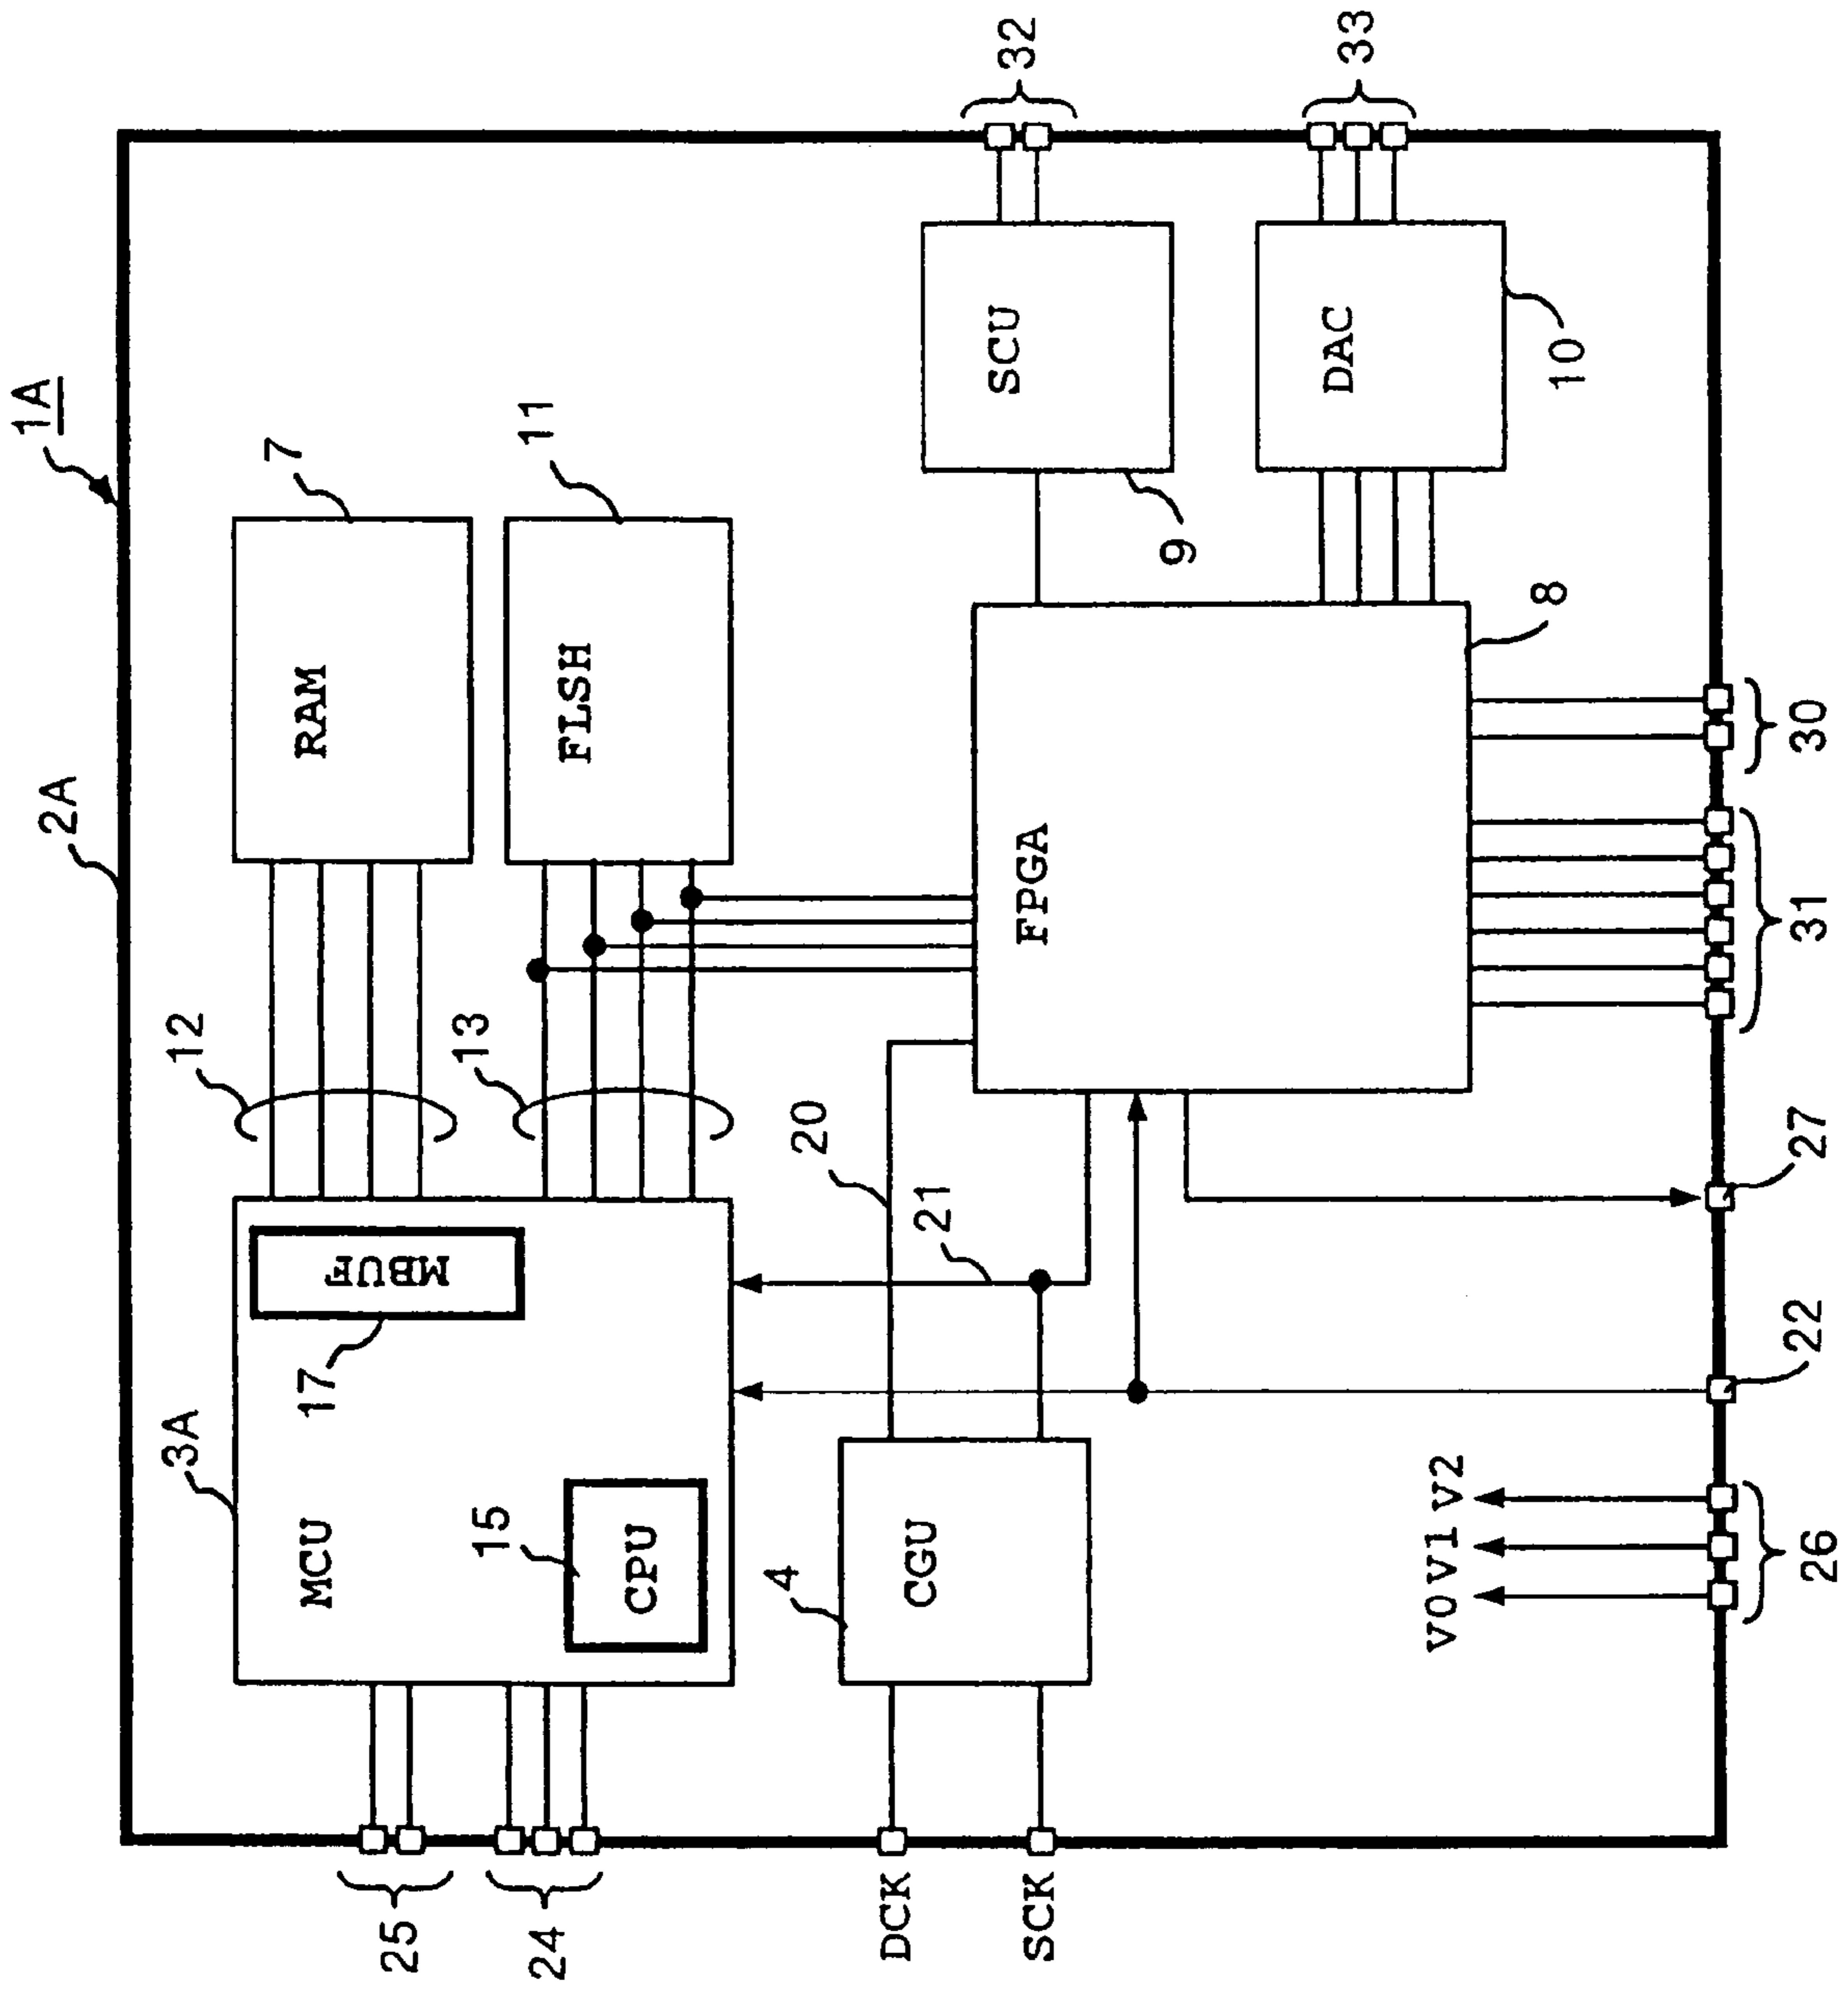 1A
2A
3A
MCU
MBUF
17
15
CPU
12
13
RAM
7
FLSH
11
25
24
DCK
SCK
4
CGU
20
21
FPGA
8
SCU
9
DAC
10
32
33
V0 V1 V2
26
22
27
31
30